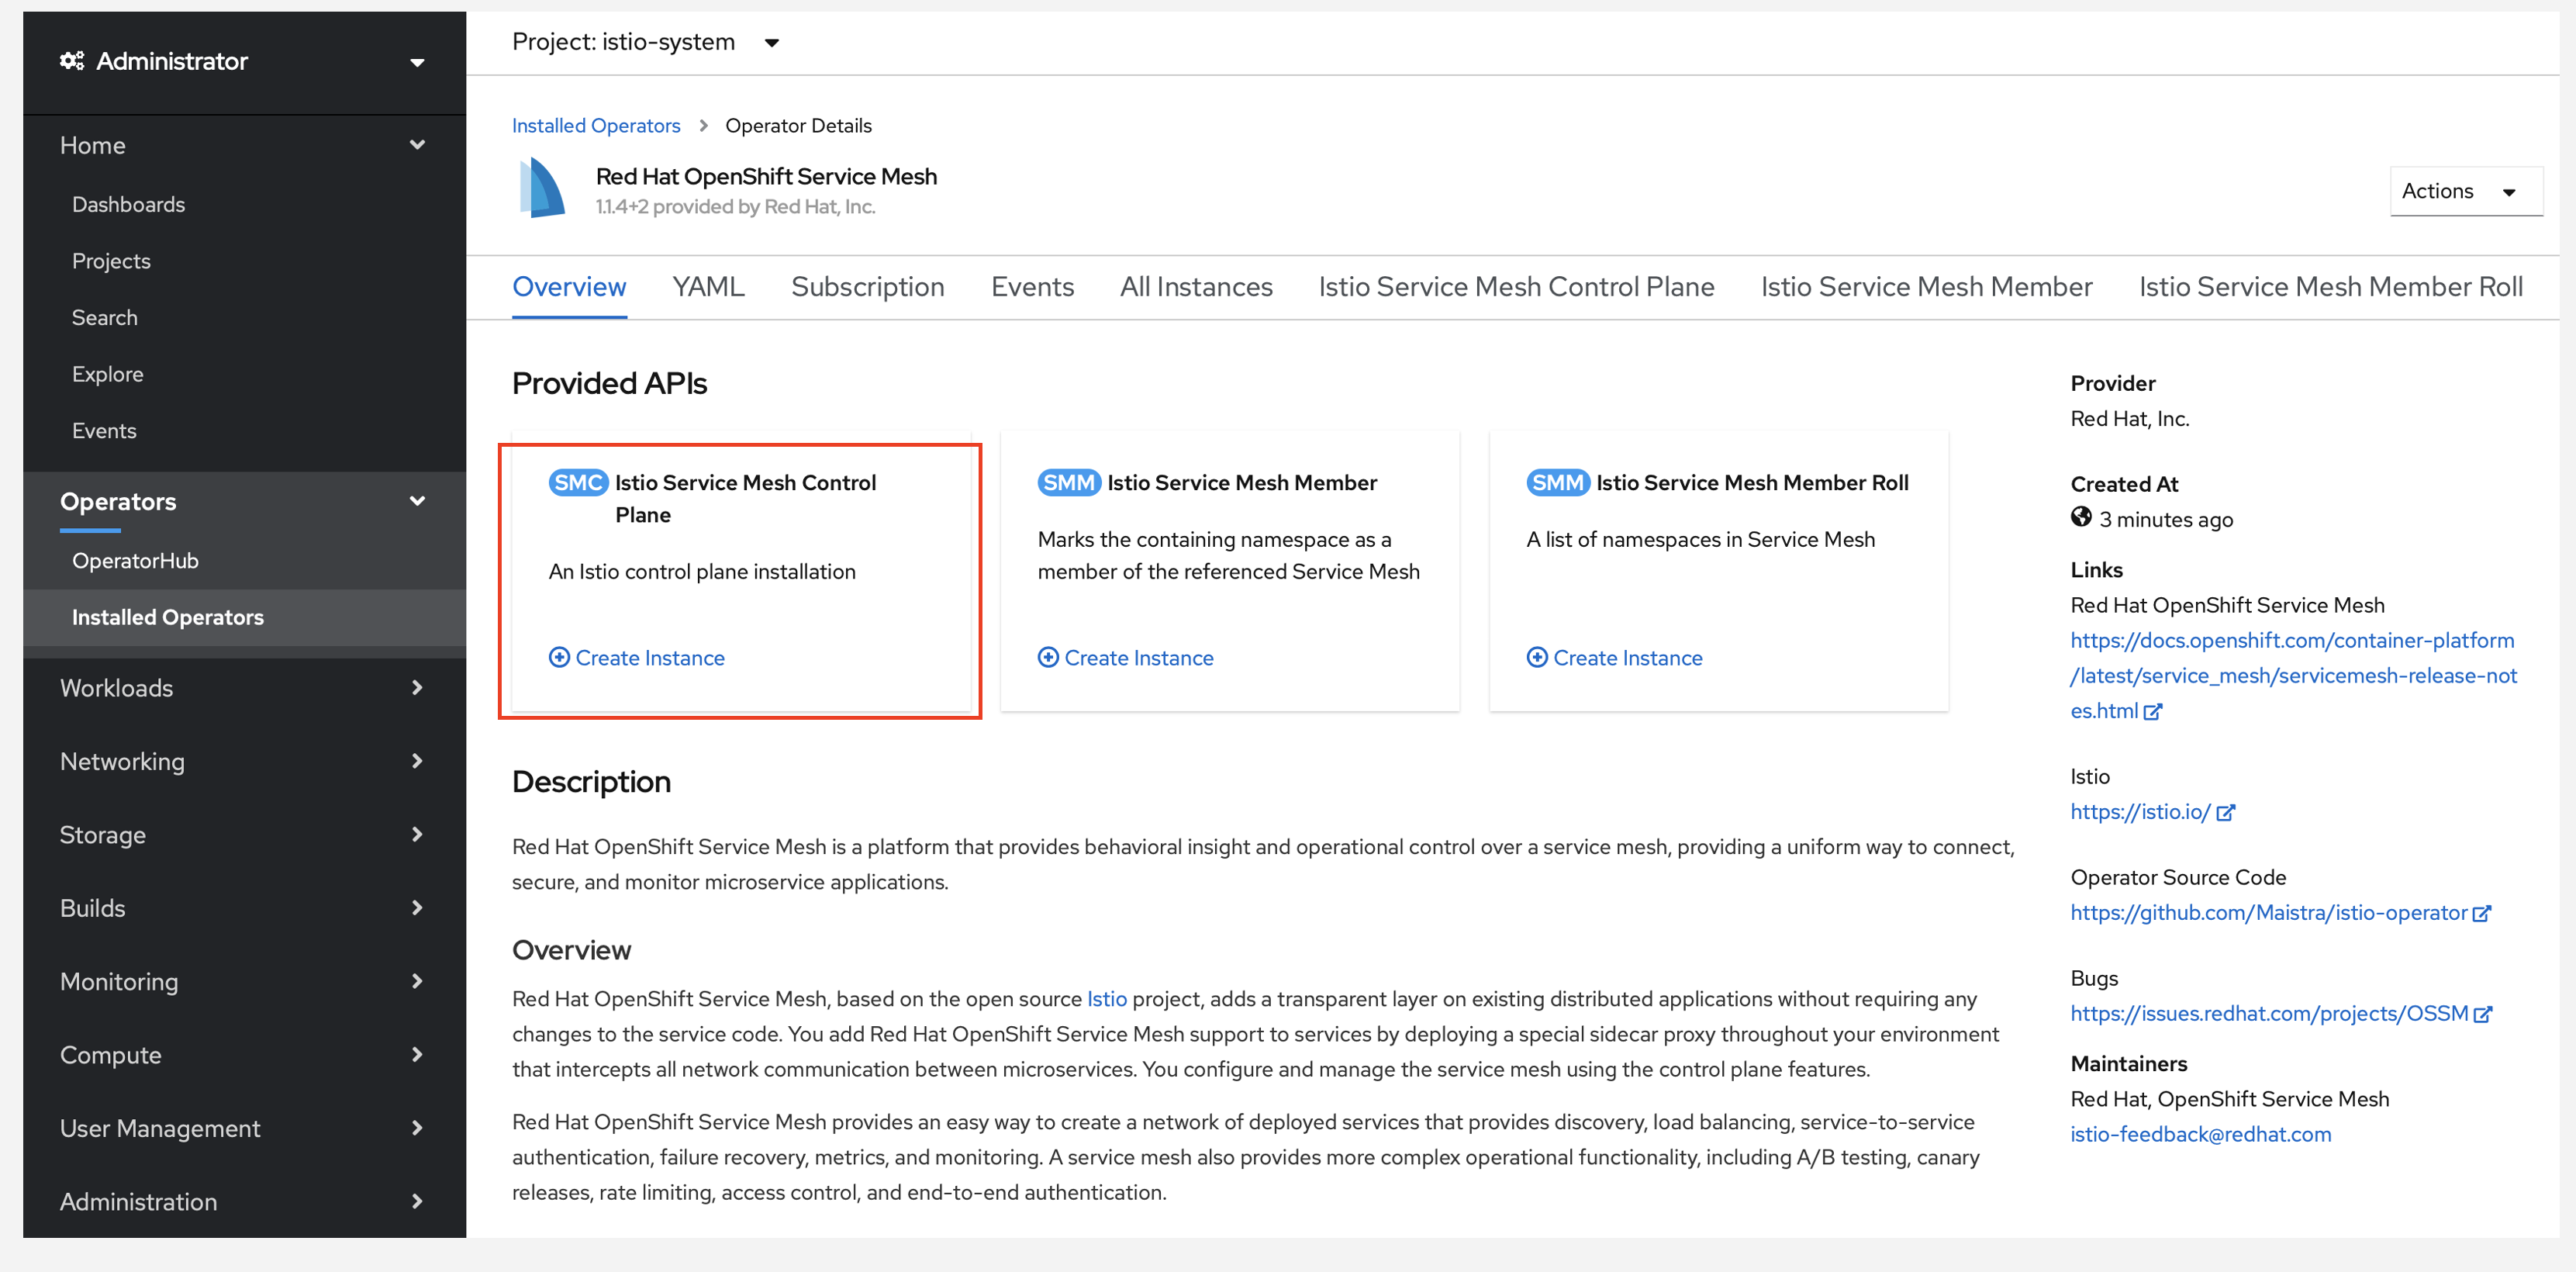 Administrator
Home
Dashboards
Projects
Search
Explore
Events
Operators
OperatorHub
Installed Operators
Workloads
Networking
Storage
Builds
Monitoring
Compute
User Management
Administration
Project: istio-system
Installed Operators > Operator Details
Red Hat OpenShift Service Mesh
1.1.4+2 provided by Red Hat, Inc.
Actions
Overview YAML Subscription Events All Instances Istio Service Mesh Control Plane Istio Service Mesh Member Istio Service Mesh Member Roll
Provided APIs
SMC Istio Service Mesh Control
Plane
An Istio control plane installation
Create Instance
SMM Istio Service Mesh Member
Marks the containing namespace as a
member of the referenced Service Mesh
Create Instance
SMM Istio Service Mesh Member Roll
A list of namespaces in Service Mesh
Create Instance
Description
Red Hat OpenShift Service Mesh is a platform that provides behavioral insight and operational control over a service mesh, providing a uniform way to connect,
secure, and monitor microservice applications.
Overview
Red Hat OpenShift Service Mesh, based on the open source Istio project, adds a transparent layer on existing distributed applications without requiring any
changes to the service code. You add Red Hat OpenShift Service Mesh support to services by deploying a special sidecar proxy throughout your environment
that intercepts all network communication between microservices. You configure and manage the service mesh using the control plane features.
Red Hat OpenShift Service Mesh provides an easy way to create a network of deployed services that provides discovery, load balancing, service-to-service
authentication, failure recovery, metrics, and monitoring. A service mesh also provides more complex operational functionality, including A/B testing, canary
releases, rate limiting, access control, and end-to-end authentication.
Provider
Red Hat, Inc.
Created At
3 minutes ago
Links
Red Hat OpenShift Service Mesh
https://docs.openshift.com/container-platform
/latest/service_mesh/servicemesh-release-not
es.html
Istio
https://istio.io/
Operator Source Code
https://github.com/Maistra/istio-operator
Bugs
https://issues.redhat.com/projects/OSSM
Maintainers
Red Hat, OpenShift Service Mesh
istio-feedback@redhat.com